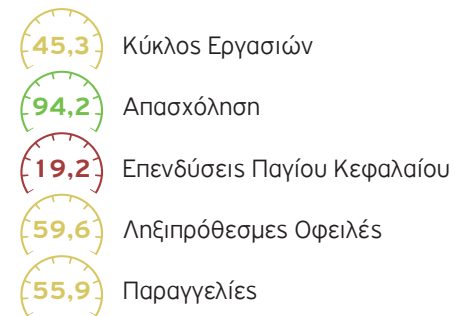 45,3 Κύκλος Εργασιών
94,2 Απασχόληση
19,2 Επενδύσεις Παγίου Κεφαλαίου
59,6 Ληξιπρόθεσμες Οφειλές
55,9 Παραγγελίες